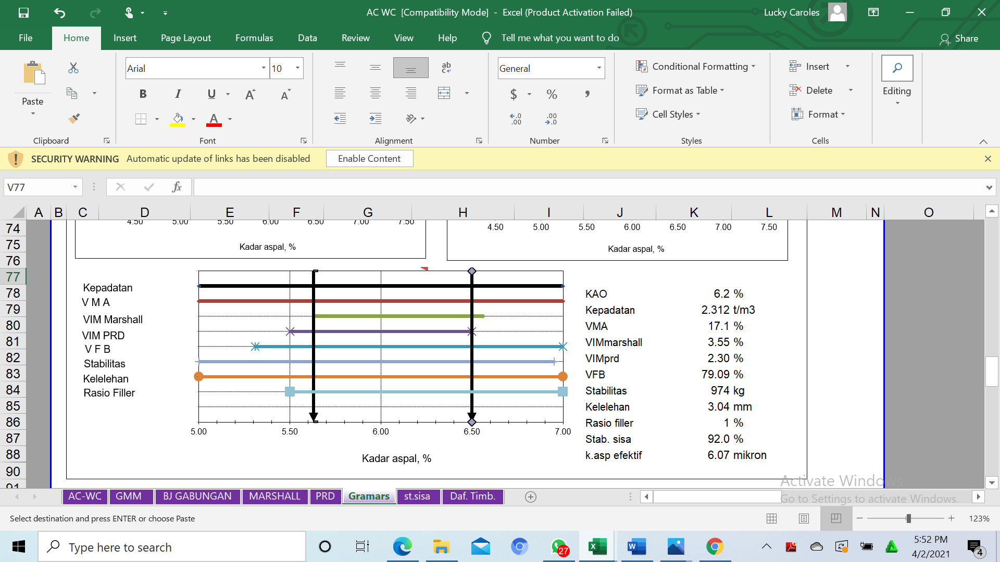 AC WC  [Compatibility Mode]  -  Excel (Product Activation Failed)
Lucky Caroles
File Home Insert Page Layout Formulas Data Review View Help Tell me what you want to do Share
Paste
Arial 10
B I U A A
A
ab c
General
$ % ,
.0 .00 .00 .0
Conditional Formatting
Format as Table
Cell Styles
Insert
Delete
Format
Editing
Clipboard Font Alignment Number Styles Cells
SECURITY WARNING Automatic update of links has been disabled Enable Content
V77 fx
A B C D E F G H I J K L M N O
74 75 76 77 78 79 80 81 82 83 84 85 86 87 88 90 91
4.50 5.00 5.50 6.00 6.50 7.00 7.50
Kadar aspal, %
4.50 5.00 5.50 6.00 6.50 7.00 7.50
Kadar aspal, %
Kepadatan
V M A
VIM Marshall
VIM PRD
V F B
Stabilitas
Kelelehan
Rasio Filler
5.00 5.50 6.00 6.50 7.00
Kadar aspal, %
KAO 6.2 %
Kepadatan 2.312 t/m3
VMA 17.1 %
VIMmarshall 3.55 %
VIMprd 2.30 %
VFB 79.09 %
Stabilitas 974 kg
Kelelehan 3.04 mm
Rasio filler 1 %
Stab. sisa 92.0 %
k.asp efektif 6.07 mikron
Activate Windows
Go to Settings to activate Windows.
AC-WC GMM BJ GABUNGAN MARSHALL PRD Gramars st.sisa Daf. Timb.
Select destination and press ENTER or choose Paste
123%
Type here to search
27
5:52 PM
4/2/2021
4